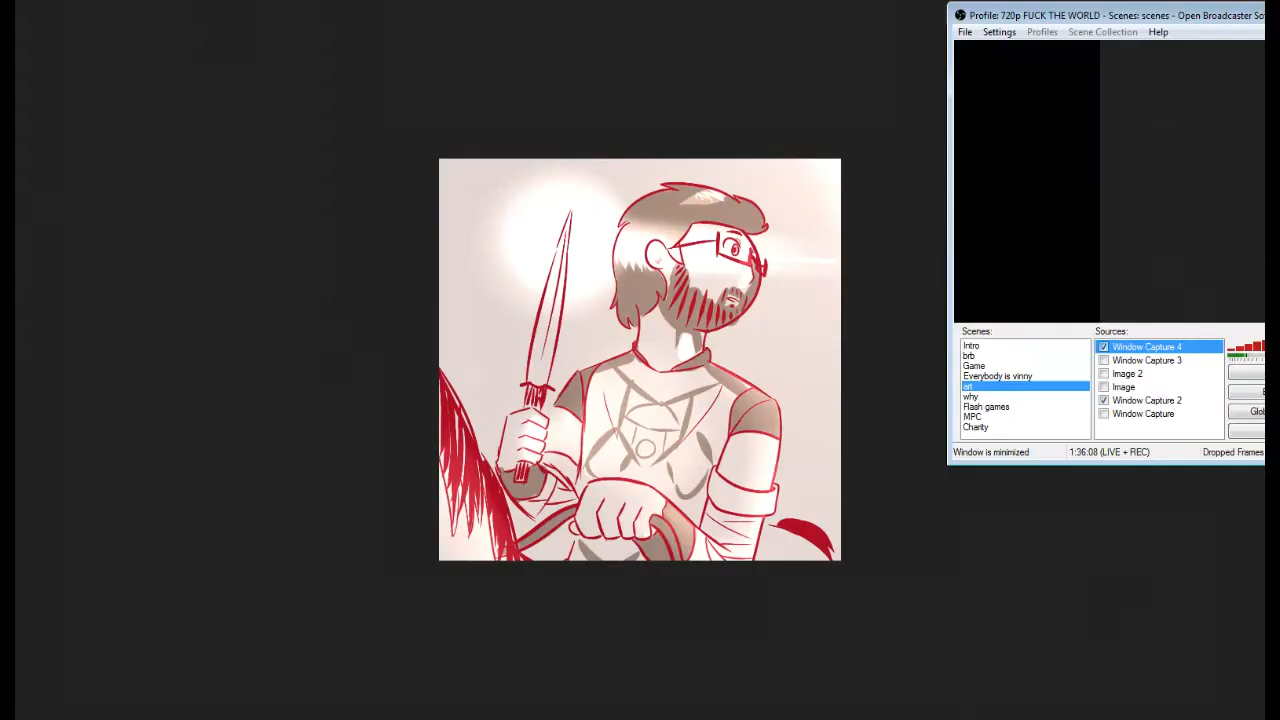 Profile: 720p FUCK THE WORLD - Scenes: scenes - Open Broadcaster So
File Settings Profiles Scene Collection Help
Scenes:
Intro
brb
Game
Everybody is vinny
art
why
Flash games
MPC
Charity
Sources:
Window Capture 4
Window Capture 3
Image 2
Image
Window Capture 2
Window Capture
Glo
Window is minimized 1:36:08 (LIVE + REC) Dropped Frames